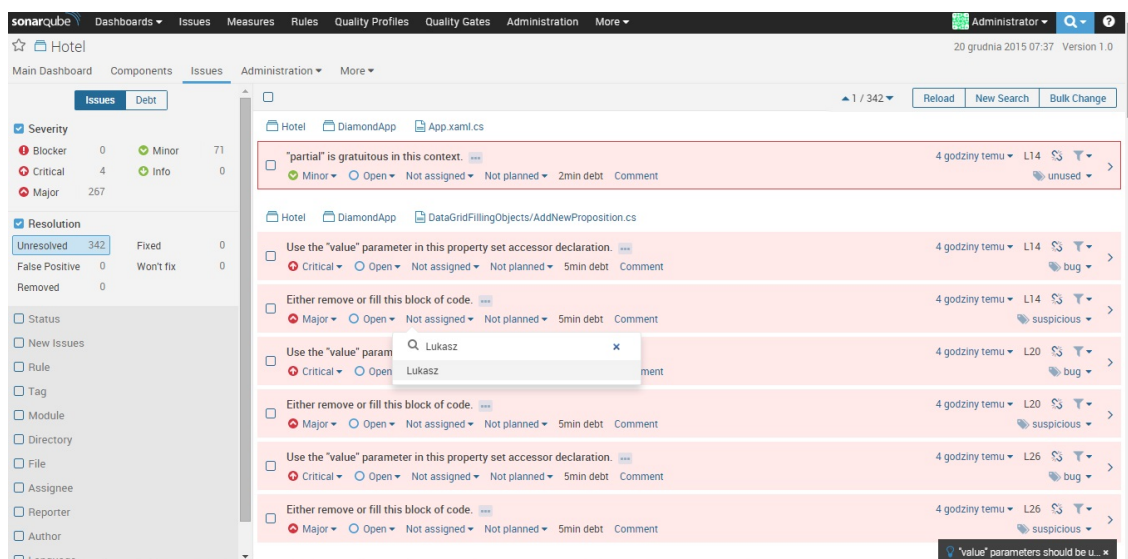 sonarqube Dashboards Issues Measures Rules Quality Profiles Quality Gates Administration More Administrator
Hotel 20 grudnia 2015 07:37 Version 1.0
Main Dashboard Components Issues Administration More
Issues Debt 1 / 342 Reload New Search Bulk Change
Severity
Blocker 0 Minor 71
Critical 4 Info 0
Major 267
Resolution
Unresolved 342 Fixed 0
False Positive 0 Won't fix 0
Removed 0
Status
New Issues
Rule
Tag
Module
Directory
File
Assignee
Reporter
Author
Language
Hotel DiamondApp App.xaml.cs
"partial" is gratuitous in this context. 4 godziny temu L14
Minor Open Not assigned Not planned 2min debt Comment unused
Hotel DiamondApp DataGridFillingObjects/AddNewProposition.cs
Use the "value" parameter in this property set accessor declaration. 4 godziny temu L14
Critical Open Not assigned Not planned 5min debt Comment bug
Either remove or fill this block of code. 4 godziny temu L14
Major Open Not assigned Not planned 5min debt Comment suspicious
Lukasz
Lukasz
Use the "value" param 4 godziny temu L20
Critical Open ment bug
Either remove or fill this block of code. 4 godziny temu L20
Major Open Not assigned Not planned 5min debt Comment suspicious
Use the "value" parameter in this property set accessor declaration. 4 godziny temu L26
Critical Open Not assigned Not planned 5min debt Comment bug
Either remove or fill this block of code. 4 godziny temu L26
Major Open Not assigned Not planned 5min debt Comment suspicious
"value" parameters should be u...